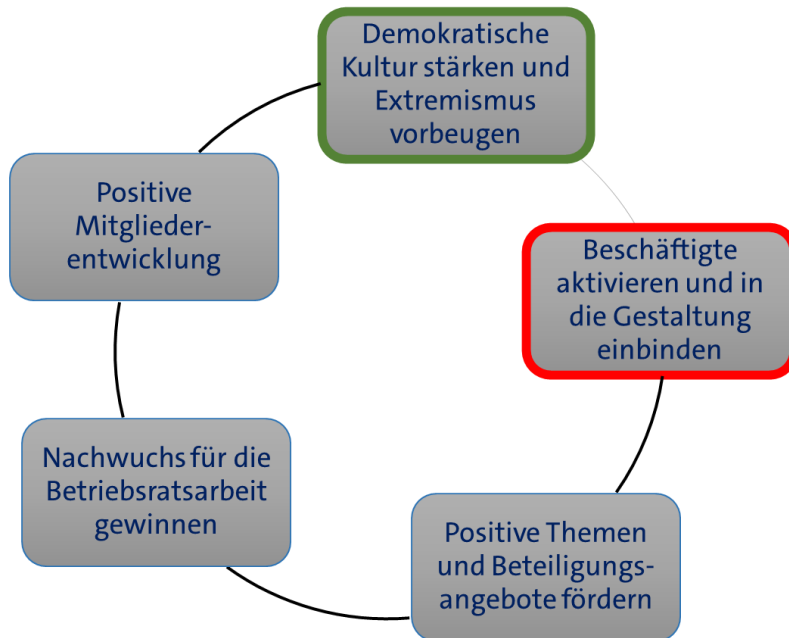 Demokratische
Kultur stärken und
Extremismus
vorbeugen
Beschäftigte
aktivieren und in
die Gestaltung
einbinden
Positive Themen
und Beteiligungs-
angebote fördern
Nachwuchs für die
Betriebsratsarbeit
gewinnen
Positive
Mitglieder-
entwicklung